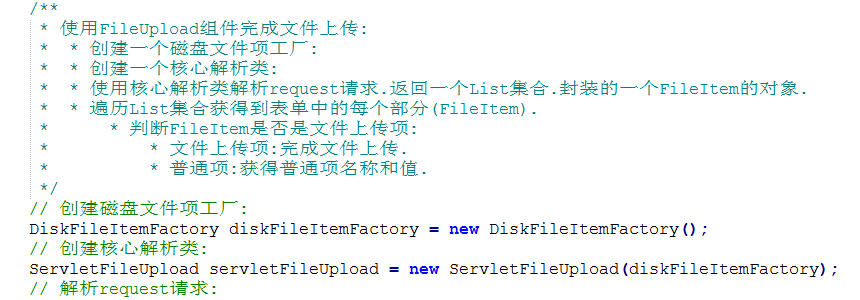 /**
 * 使用FileUpload组件完成文件上传:
 * * 创建一个磁盘文件项工厂:
 * * 创建一个核心解析类:
 * * 使用核心解析类解析request请求.返回一个List集合.封装的一个FileItem的对象.
 * * 遍历List集合获得到表单中的每个部分(FileItem).
 *   * 判断FileItem是否是文件上传项:
 *     * 文件上传项:完成文件上传.
 *     * 普通项:获得普通项名称和值.
 */
// 创建磁盘文件项工厂:
DiskFileItemFactory diskFileItemFactory = new DiskFileItemFactory();
// 创建核心解析类:
ServletFileUpload servletFileUpload = new ServletFileUpload(diskFileItemFactory);
// 解析request请求: